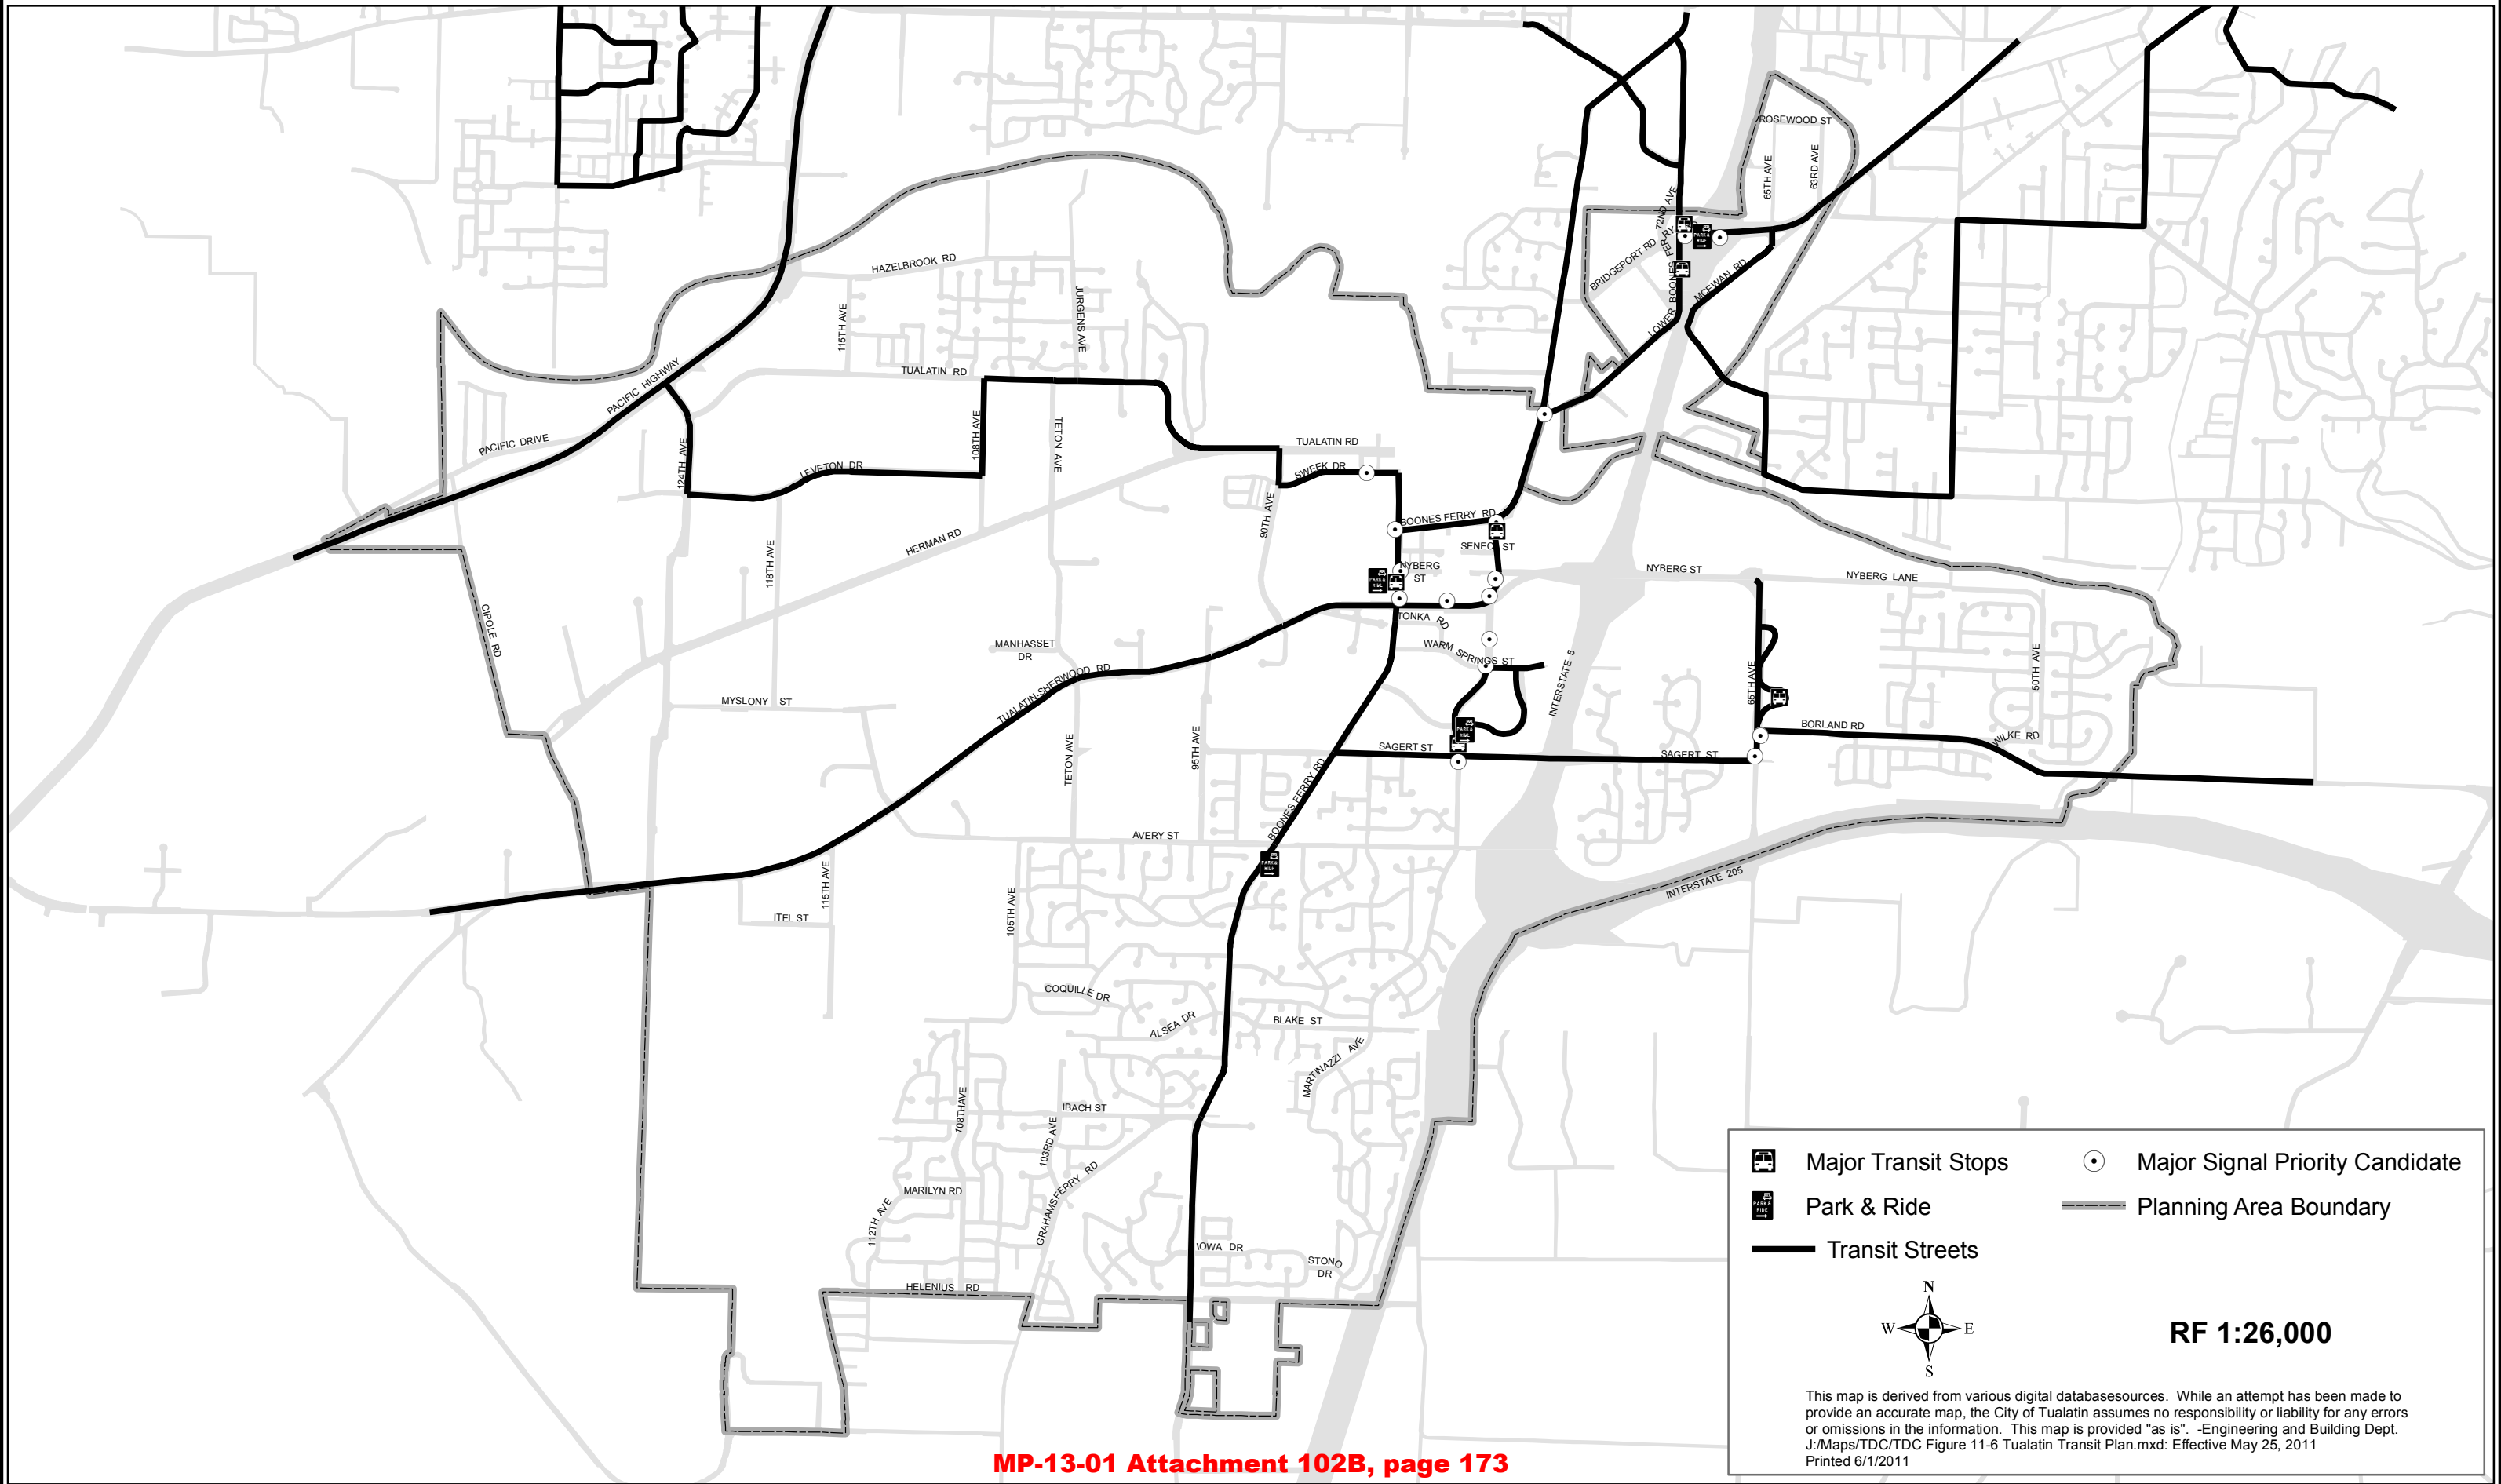 ROSEWOOD ST
65TH AVE
63RD AVE
72ND AVE
BRIDGEPORT RD
LOWER BOONES FER RY
MCEWAN RD
HAZELBROOK RD
115TH AVE
JURGENS AVE
TUALATIN RD
PACIFIC HIGHWAY
PACIFIC DRIVE
124TH AVE
LEVETON DR
108TH AVE
TETON AVE
TUALATIN RD
SWEEK DR
90TH AVE
BOONES FERRY RD
SENECA ST
NYBERG
ST
HERMAN RD
118TH AVE
NYBERG ST
NYBERG LANE
CIPOLE RD
TONKA RD
WARM SPRINGS ST
MANHASSET
DR
TUALATIN-SHERWOOD RD
MYSLONY ST
INTERSTATE 5
65TH AVE
50TH AVE
BORLAND RD
WILKE RD
SAGERT ST
SAGERT ST
95TH AVE
TETON AVE
BOONES FERRY RD
AVERY ST
PARK &
RIDE
115TH AVE
ITEL ST
105TH AVE
INTERSTATE 205
COQUILLE DR
ALSEA DR
BLAKE ST
MARTINAZZI AVE
108TH AVE
IBACH ST
103RD AVE
GRAHAMSFERRY RD
MARILYN RD
112TH AVE
IOWA DR
STONO
DR
HELENIUS RD
Major Transit Stops
Major Signal Priority Candidate
PARK &
RIDE
Park & Ride
Planning Area Boundary
Transit Streets
N
W E
S
RF 1:26,000
This map is derived from various digital databasesources. While an attempt has been made to
provide an accurate map, the City of Tualatin assumes no responsibility or liability for any errors
or omissions in the information. This map is provided "as is". -Engineering and Building Dept.
J:/Maps/TDC/TDC Figure 11-6 Tualatin Transit Plan.mxd: Effective May 25, 2011
Printed 6/1/2011
MP-13-01 Attachment 102B, page 173